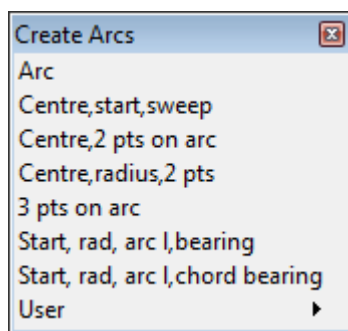 Create Arcs
Arc
Centre,start,sweep
Centre,2 pts on arc
Centre,radius,2 pts
3 pts on arc
Start, rad, arc l,bearing
Start, rad, arc l,chord bearing
User